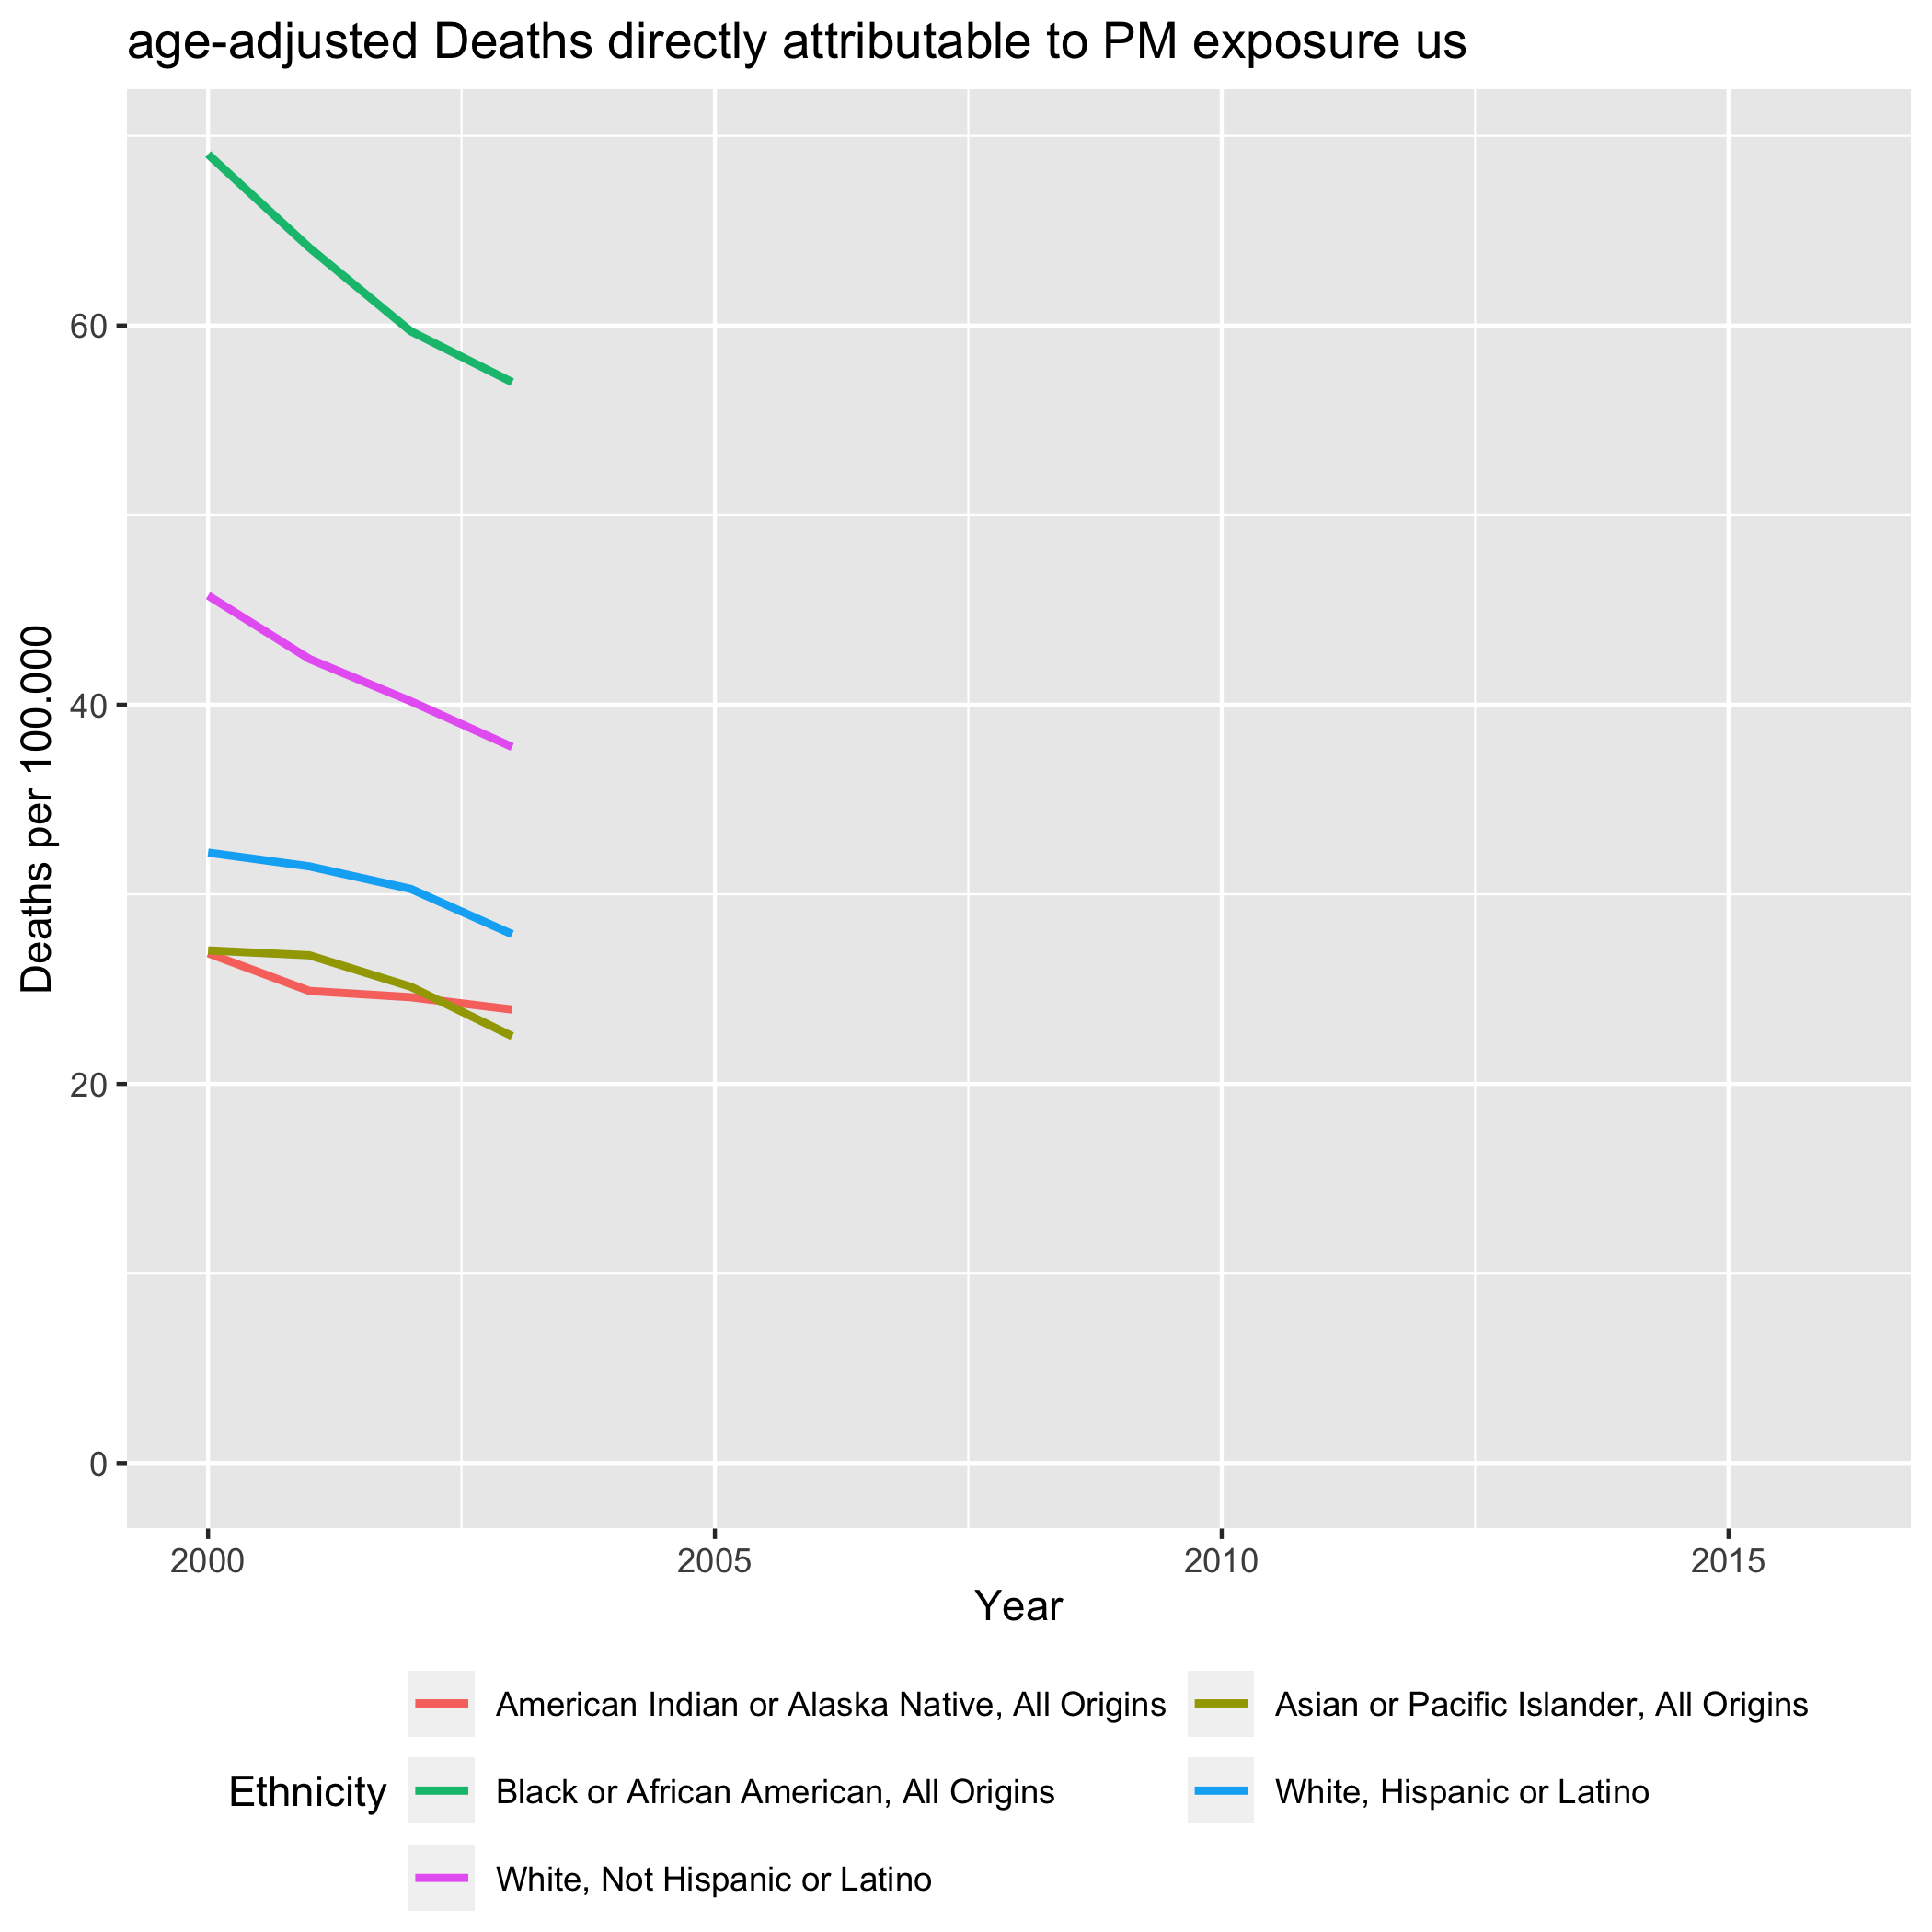 age-adjusted Deaths directly attributable to PM exposure us
Deaths per 100.000
60
40
20
0
2000 2005 2010 2015
Year
Ethnicity
American Indian or Alaska Native, All Origins
Asian or Pacific Islander, All Origins
Black or African American, All Origins
White, Hispanic or Latino
White, Not Hispanic or Latino